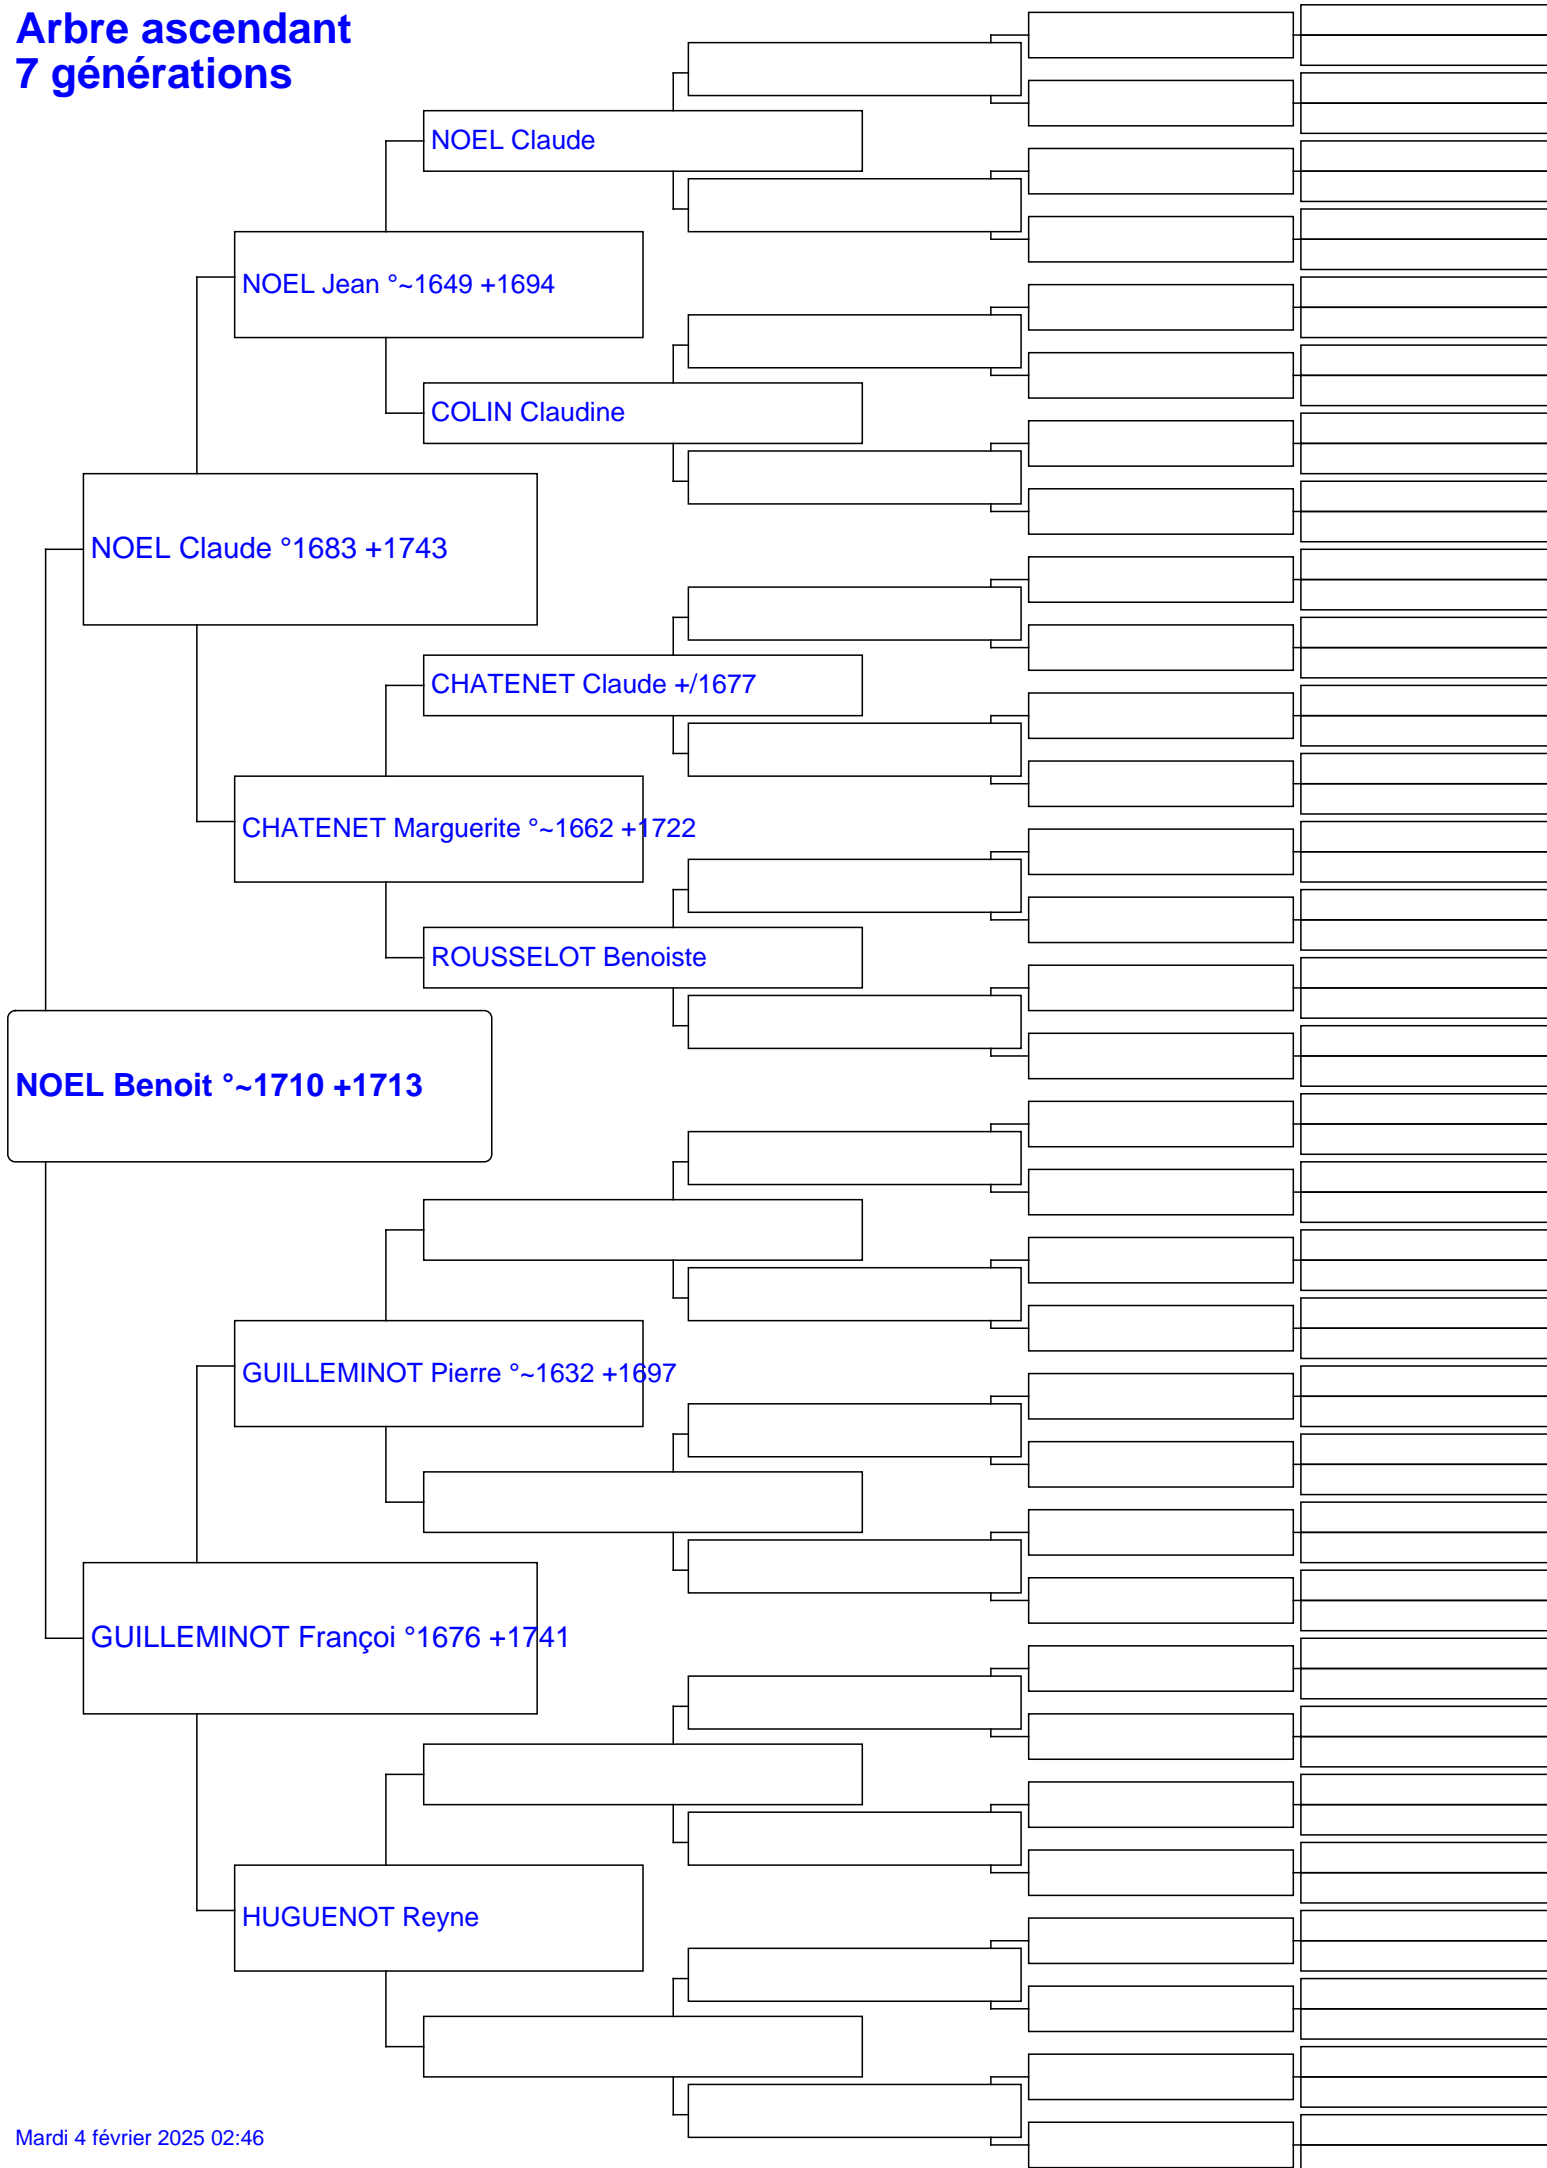 Arbre ascendant
7 générations
NOEL Claude
NOEL Jean °~1649 +1694
COLIN Claudine
NOEL Claude °1683 +1743
CHATENET Claude +/1677
CHATENET Marguerite °~1662 +1722
ROUSSELOT Benoiste
NOEL Benoit °~1710 +1713
GUILLEMINOT Pierre °~1632 +1697
GUILLEMINOT Françoi °1676 +1741
HUGUENOT Reyne
Mardi 4 février 2025 02:46